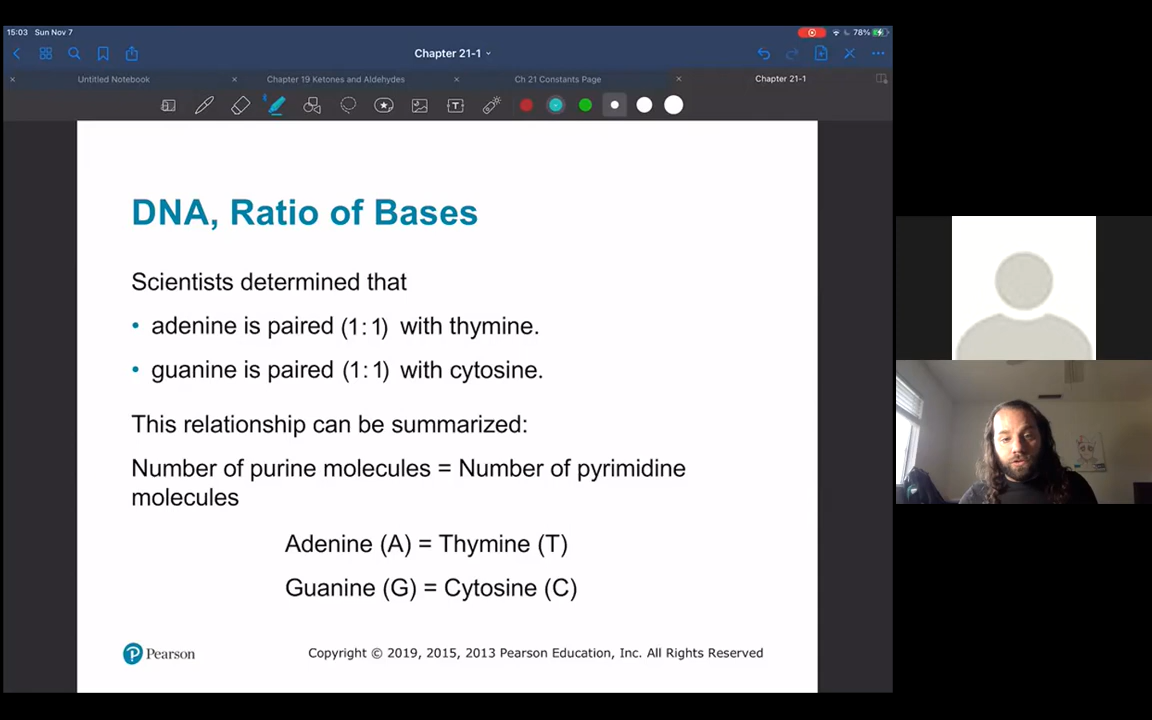 15:03 Sun Nov 7
78%
Chapter 21-1
Untitled Notebook
Chapter 19 Ketones and Aldehydes
Ch 21 Constants Page
Chapter 21-1
T
DNA, Ratio of Bases
Scientists determined that
• adenine is paired (1:1) with thymine.
• guanine is paired (1:1) with cytosine.
This relationship can be summarized:
Number of purine molecules = Number of pyrimidine
molecules
Adenine (A) = Thymine (T)
Guanine (G) = Cytosine (C)
P Pearson
Copyright © 2019, 2015, 2013 Pearson Education, Inc. All Rights Reserved